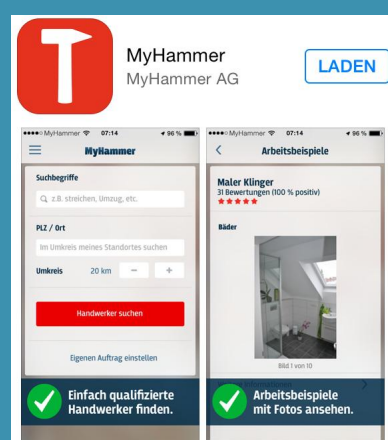 MyHammer
MyHammer AG
LADEN
MyHammer 07:14 96 %
MyHammer
Suchbegriffe
z.B. streichen, Umzug, etc.
PLZ / Ort
Im Umkreis meines Standortes suchen
Umkreis 20 km − +
Handwerker suchen
Eigenen Auftrag einstellen
Einfach qualifizierte
Handwerker finden.
MyHammer 07:14 96 %
Arbeitsbeispiele
Maler Klinger
31 Bewertungen (100 % positiv)
Bäder
Bild 1 von 10
Arbeitsbeispiele
mit Fotos ansehen.